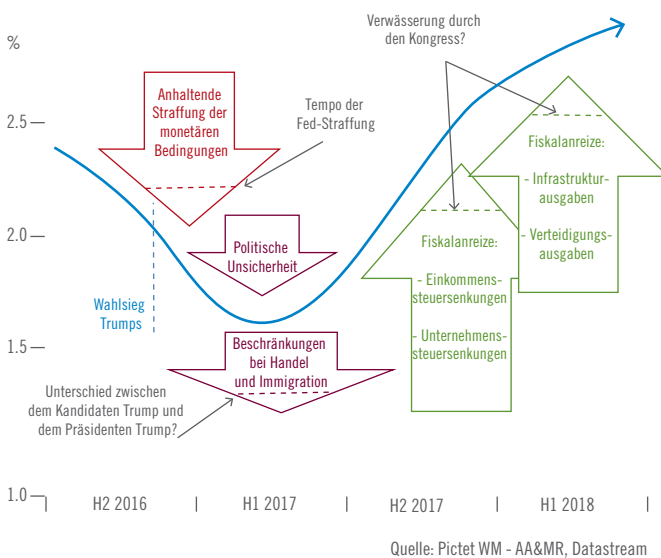 %
Verwässerung durch
den Kongress?
Anhaltende
Straffung der
monetären
Bedingungen
Tempo der
Fed-Straffung
2.5
Fiskalanreize:
- Infrastruktur-
ausgaben
- Verteidigungs-
ausgaben
2.0
Politische
Unsicherheit
Fiskalanreize:
- Einkommens-
steuersenkungen
- Unternehmens-
steuersenkungen
Wahlsieg
Trumps
1.5
Beschränkungen
bei Handel
und Immigration
Unterschied zwischen
dem Kandidaten Trump und
dem Präsidenten Trump?
1.0
H2 2016
H1 2017
H2 2017
H1 2018
Quelle: Pictet WM - AA&MR, Datastream